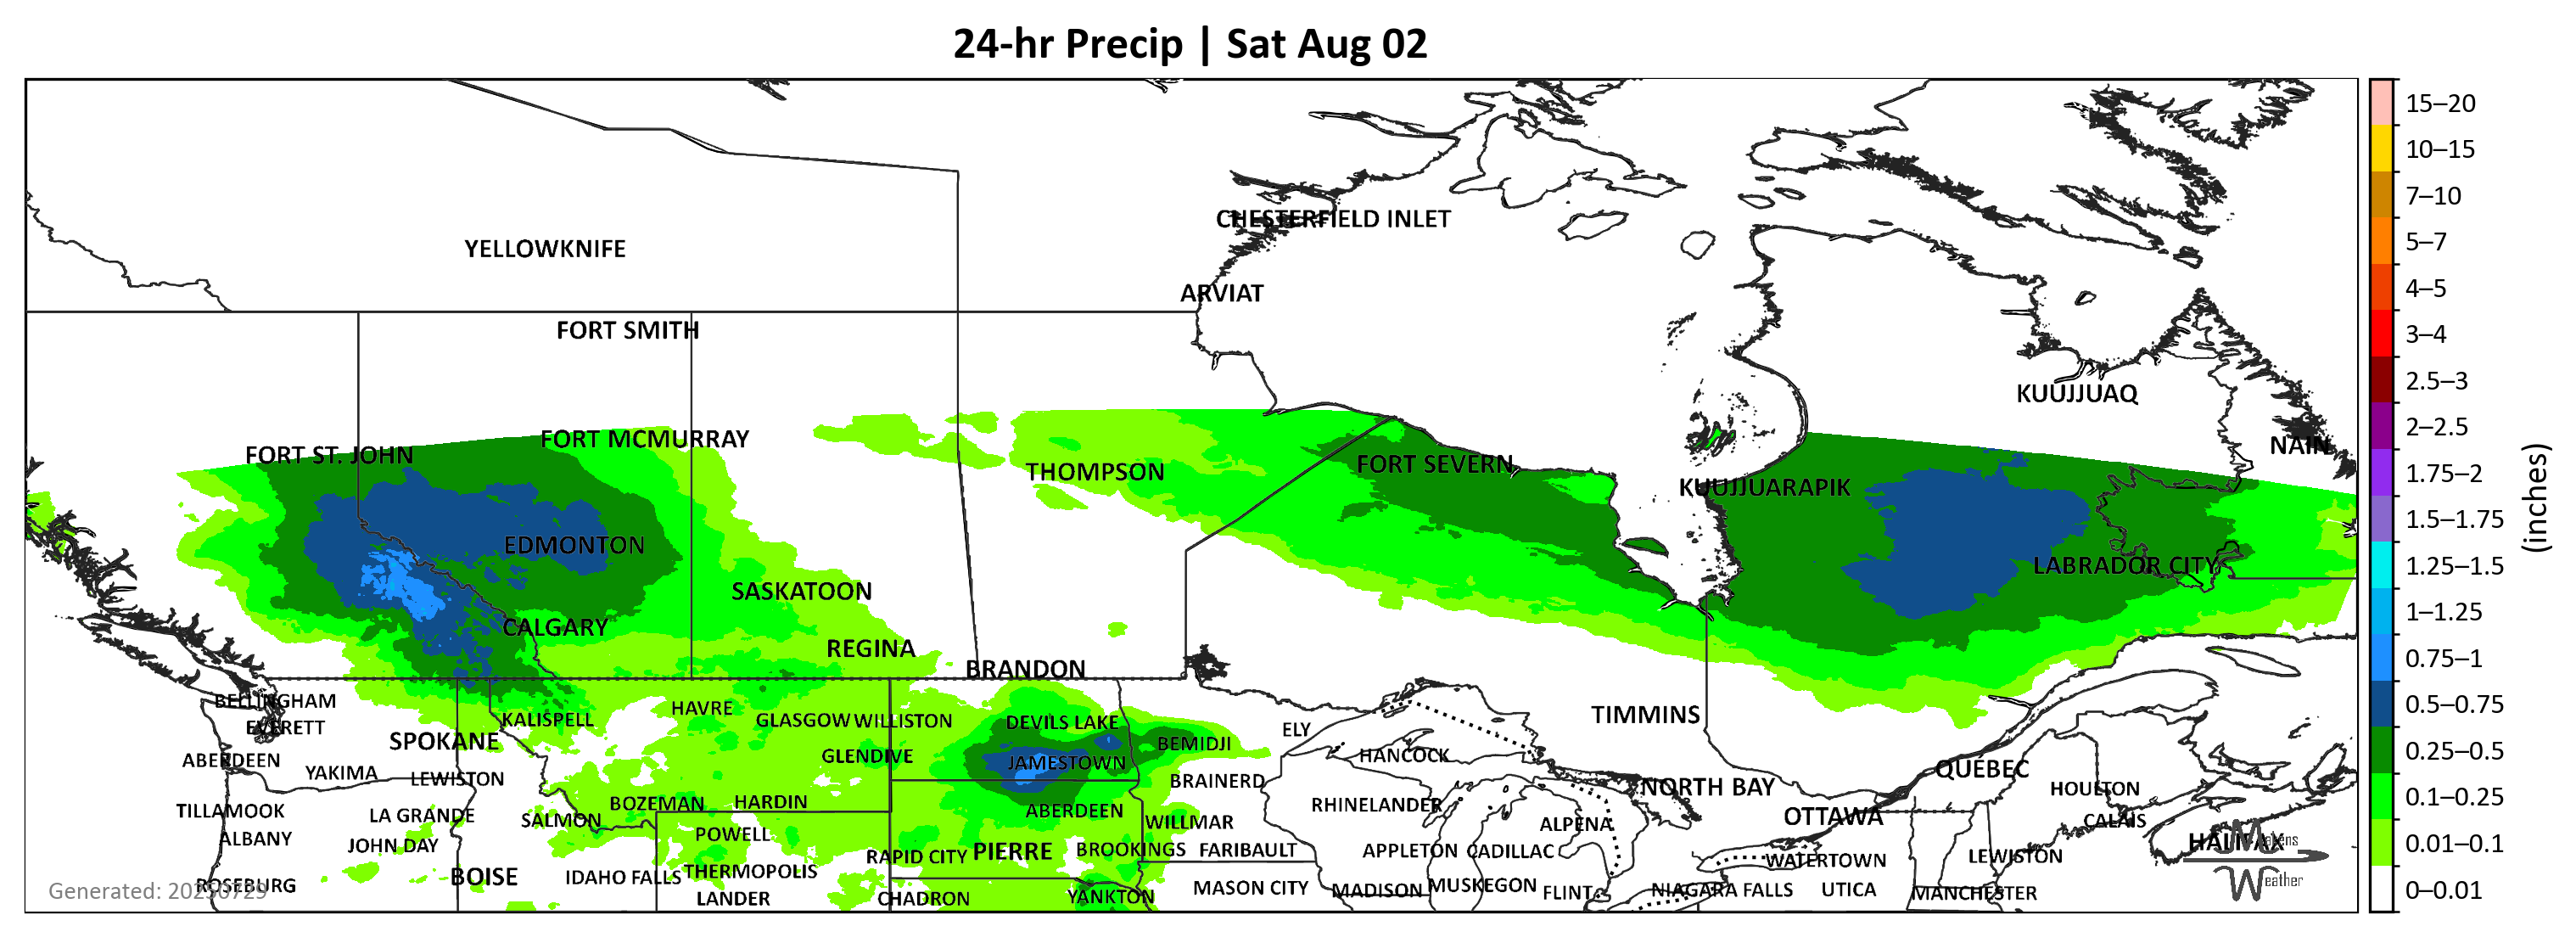 24-hr Precip | Sat Aug 02
CHESTERFIELD INLET
YELLOWKNIFE
ARVIAT
FORT SMITH
KUUJJUAQ
FORT MCMURRAY
NAIN
FORT ST. JOHN
FORT SEVERN
THOMPSON
KUUJJUARAPIK
EDMONTON
LABRADOR CITY
SASKATOON
CALGARY
REGINA
BRANDON
BELLINGHAM
HAVRE
TIMMINS
KALISPELL
GLASGOW
WILLISTON
DEVILS LAKE
EVERETT
ELY
SPOKANE
BEMIDJI
GLENDIVE
HANCOCK
ABERDEEN
JAMESTOWN
QUÉBEC
YAKIMA
LEWISTON
BRAINERD
NORTH BAY
HOULTON
BOZEMAN
HARDIN
RHINELANDER
TILLAMOOK
LA GRANDE
ABERDEEN
OTTAWA
SALMON
WILLMAR
ALPENA
CALAIS
ALBANY
POWELL
HALIFAX
JOHN DAY
RAPID CITY
PIERRE
BROOKINGS
FARIBAULT
APPLETON
CADILLAC
WATERTOWN
LEWISTON
BOISE
IDAHO FALLS
THERMOPOLIS
ROSEBURG
MASON CITY
MADISON
MUSKEGON
FLINT
NIAGARA FALLS
UTICA
MANCHESTER
LANDER
CHADRON
YANKTON
Generated: 20250729
Matens
Weather
15–20
10–15
7–10
5–7
4–5
3–4
2.5–3
2–2.5
1.75–2
1.5–1.75
1.25–1.5
1–1.25
0.75–1
0.5–0.75
0.25–0.5
0.1–0.25
0.01–0.1
0–0.01
(inches)